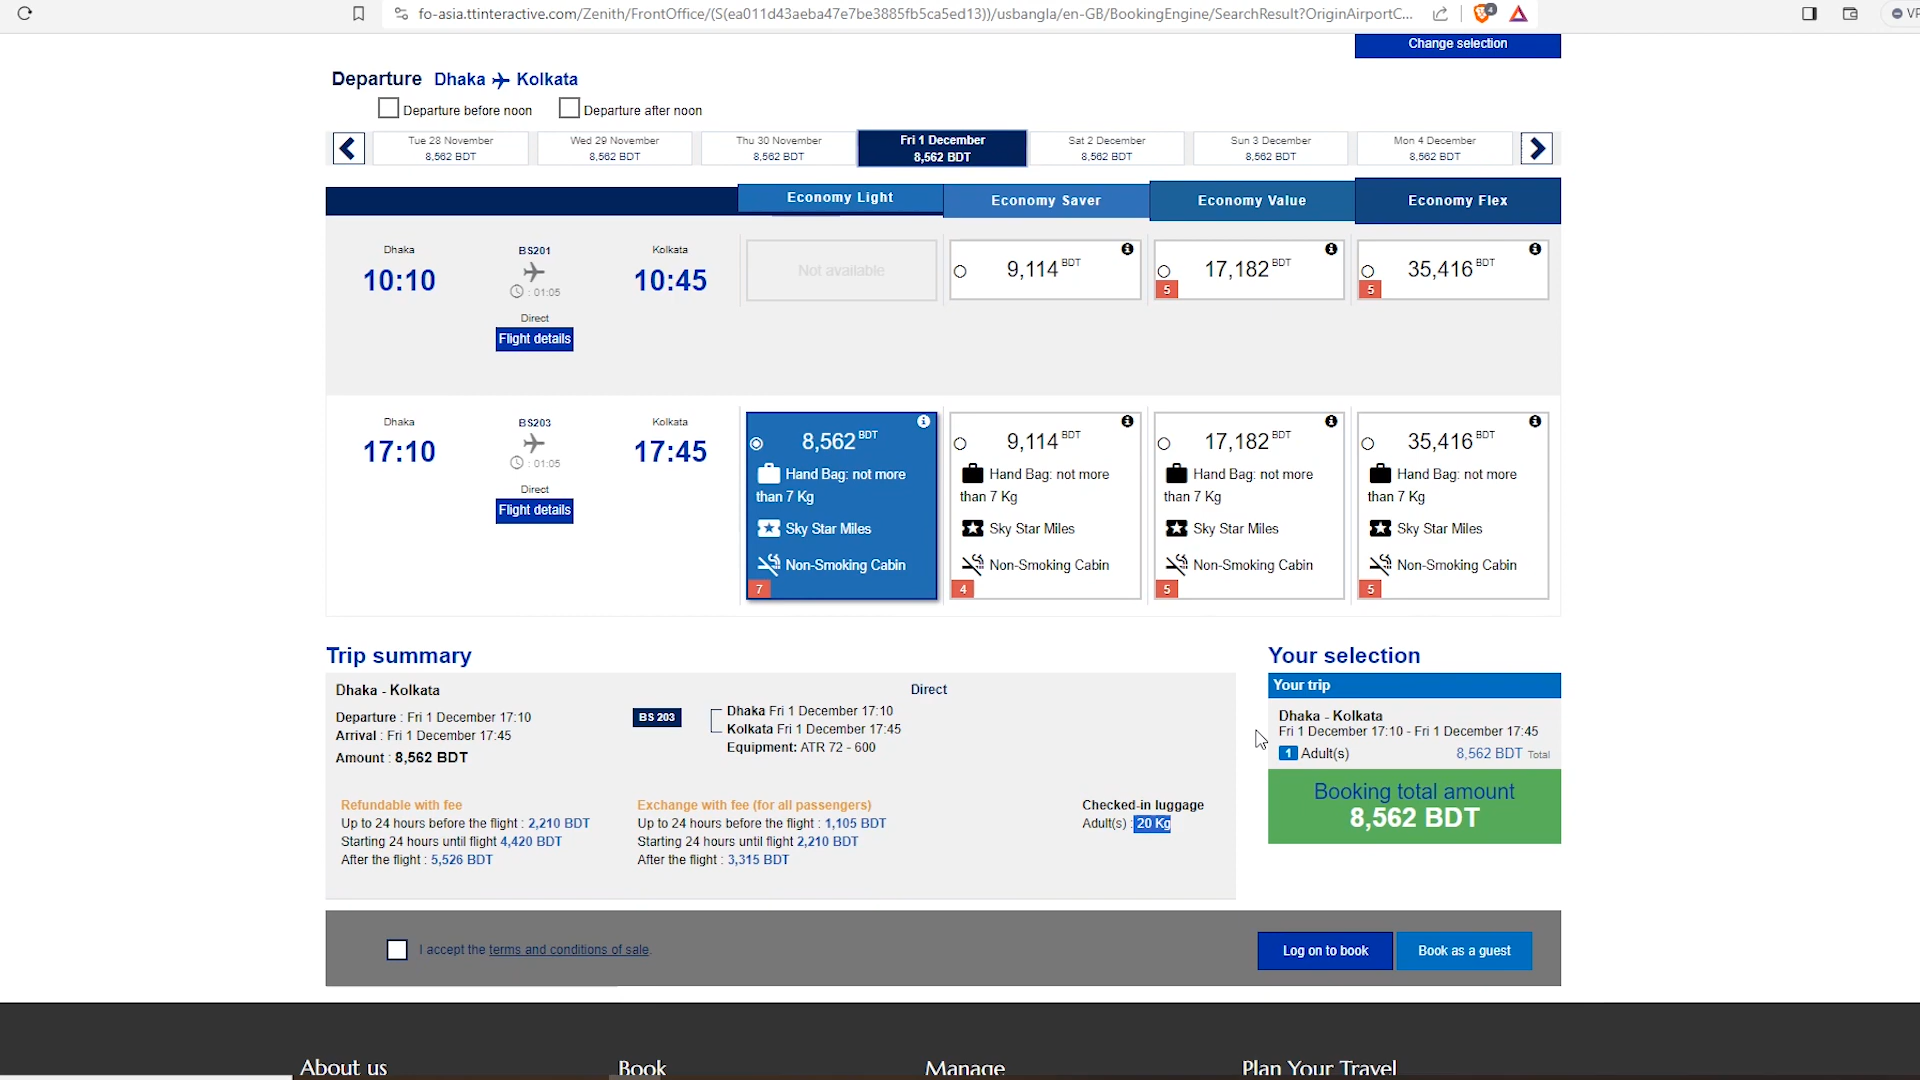 fo-asia.ttinteractive.com/Zenith/FrontOffice/(S(ea011d43aeba47e7be3885fb5ca5ed13))/usbangla/en-GB/BookingEngine/SearchResult?OriginAirportC...
4
VP
Change selection
Departure Dhaka Kolkata
Departure before noon Departure after noon
Tue 28 November
8,562 BDT
Wed 29 November
8,562 BDT
Thu 30 November
8,562 BDT
Fri 1 December
8,562 BDT
Sat 2 December
8,562 BDT
Sun 3 December
8,562 BDT
Mon 4 December
8,562 BDT
Economy Light Economy Saver Economy Value Economy Flex
Dhaka
10:10
BS201
: 01:05
Direct
Flight details
Kolkata
10:45
Not available
9,114 BDT
17,182 BDT
5
35,416 BDT
5
Dhaka
17:10
BS203
: 01:05
Direct
Flight details
Kolkata
17:45
8,562 BDT
Hand Bag: not more
than 7 Kg
Sky Star Miles
Non-Smoking Cabin
7
9,114 BDT
Hand Bag: not more
than 7 Kg
Sky Star Miles
Non-Smoking Cabin
4
17,182 BDT
Hand Bag: not more
than 7 Kg
Sky Star Miles
Non-Smoking Cabin
5
35,416 BDT
Hand Bag: not more
than 7 Kg
Sky Star Miles
Non-Smoking Cabin
5
Trip summary
Dhaka - Kolkata
Departure : Fri 1 December 17:10
Arrival : Fri 1 December 17:45
Amount : 8,562 BDT
BS 203
Direct
Dhaka Fri 1 December 17:10
Kolkata Fri 1 December 17:45
Equipment: ATR 72 - 600
Refundable with fee
Up to 24 hours before the flight : 2,210 BDT
Starting 24 hours until flight 4,420 BDT
After the flight : 5,526 BDT
Exchange with fee (for all passengers)
Up to 24 hours before the flight : 1,105 BDT
Starting 24 hours until flight 2,210 BDT
After the flight : 3,315 BDT
Checked-in luggage
Adult(s) : 20 Kg
Your selection
Your trip
Dhaka - Kolkata
Fri 1 December 17:10 - Fri 1 December 17:45
1 Adult(s) 8,562 BDT Total
Booking total amount
8,562 BDT
I accept the terms and conditions of sale.
Log on to book Book as a guest
About us Book Manage Plan Your Travel